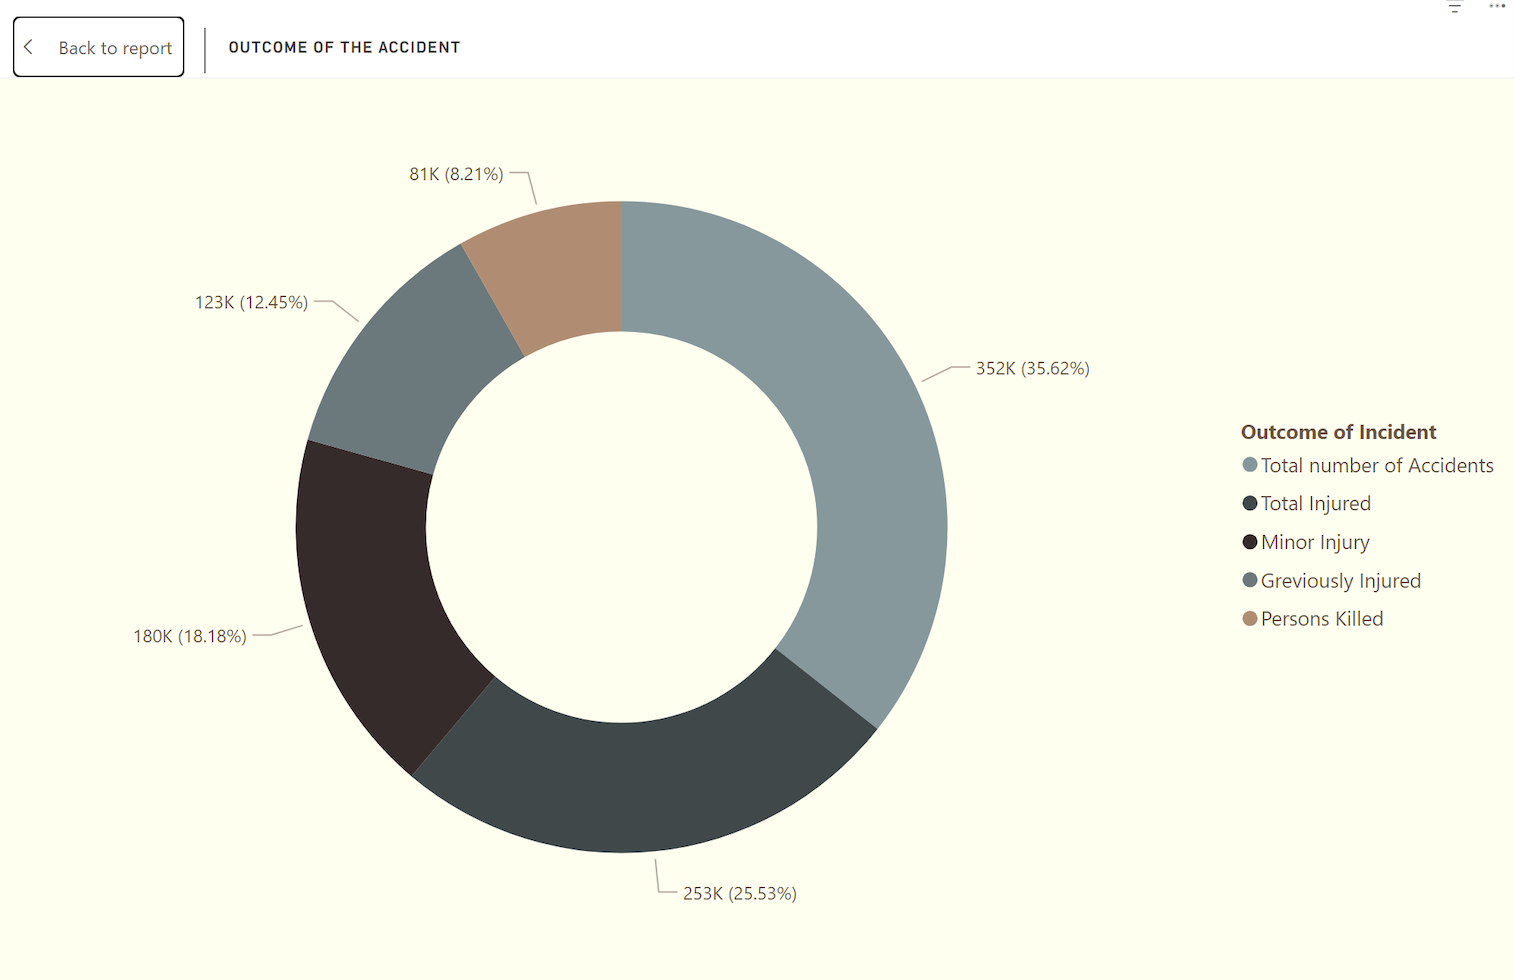 Back to report
OUTCOME OF THE ACCIDENT
81K (8.21%)
123K (12.45%)
352K (35.62%)
180K (18.18%)
253K (25.53%)
Outcome of Incident
Total number of Accidents
Total Injured
Minor Injury
Greviously Injured
Persons Killed